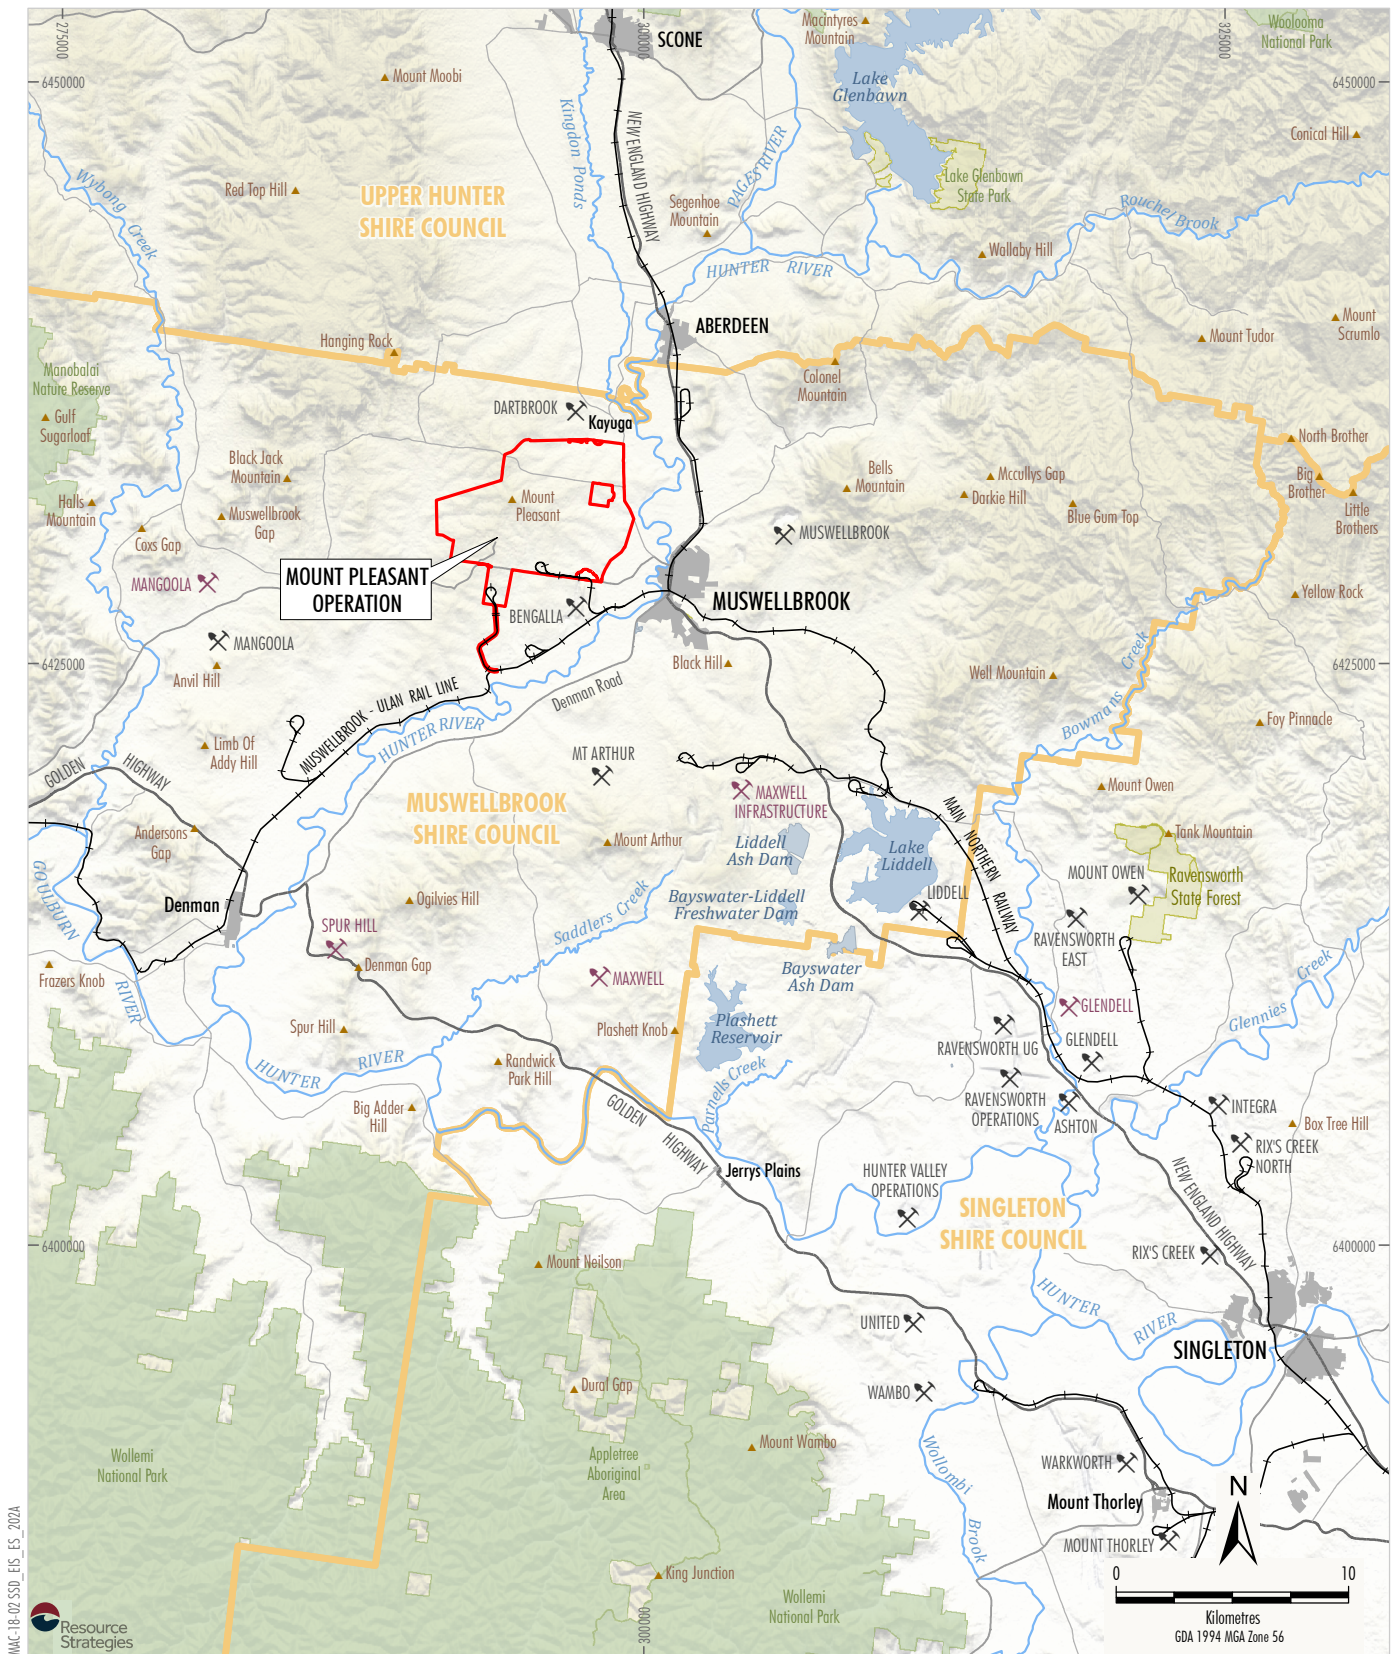 275000
300000
325000
SCONE
Macintyres
Mountain
Woolooma
National Park
6450000
Mount Moobi
Lake
Glenbawn
6450000
Kingdon Ponds
NEW ENGLAND HIGHWAY
PAGES RIVER
Conical Hill
Wybong Creek
Red Top Hill
UPPER HUNTER
SHIRE COUNCIL
Segenhoe
Mountain
Lake Glenbawn
State Park
Rouchel Brook
Wallaby Hill
HUNTER RIVER
Hanging Rock
ABERDEEN
Mount Tudor
Mount
Scrumlo
Manobalai
Nature Reserve
Colonel
Mountain
Gulf
Sugarloaf
DARTBROOK
Kayuga
North Brother
Black Jack
Mountain
Bells
Mountain
Mccullys Gap
Big
Brother
Halls
Mountain
Mount
Pleasant
Darkie Hill
Little
Brothers
Muswellbrook
Gap
Blue Gum Top
Coxs Gap
MUSWELLBROOK
MANGOOLA
MOUNT PLEASANT
OPERATION
BENGALLA
MUSWELLBROOK
Yellow Rock
MANGOOLA
6425000
Anvil Hill
Black Hill
Well Mountain
Bowmans Creek
6425000
MUSWELLBROOK - ULAN RAIL LINE
Denman Road
HUNTER RIVER
Foy Pinnacle
Limb Of
Addy Hill
GOLDEN HIGHWAY
MT ARTHUR
Mount Owen
MUSWELLBROOK
SHIRE COUNCIL
MAXWELL
INFRASTRUCTURE
MAIN NORTHERN RAILWAY
Andersons
Gap
Mount Arthur
Liddell
Ash Dam
Lake
Liddell
Tank Mountain
GOULBURN RIVER
MOUNT OWEN
Ravensworth
State Forest
Denman
Ogilvies Hill
Saddlers Creek
Bayswater-Liddell
Freshwater Dam
LIDDELL
SPUR HILL
RAVENSWORTH
EAST
Denman Gap
Frazers Knob
MAXWELL
Bayswater
Ash Dam
Glennies Creek
GLENDELL
Spur Hill
Plashett Knob
Plashett
Reservoir
RAVENSWORTH UG
GLENDELL
HUNTER RIVER
Randwick
Park Hill
Parnells Creek
RAVENSWORTH
OPERATIONS
ASHTON
INTEGRA
Big Adder
Hill
GOLDEN HIGHWAY
Box Tree Hill
RIX'S CREEK
NORTH
Jerrys Plains
HUNTER VALLEY
OPERATIONS
NEW ENGLAND HIGHWAY
SINGLETON
SHIRE COUNCIL
6400000
RIX'S CREEK
6400000
Mount Neilson
HUNTER RIVER
UNITED
SINGLETON
Dural Gap
WAMBO
Mount Wambo
Wollombi Brook
Wollemi
National Park
Appletree
Aboriginal
Area
WARKWORTH
Mount Thorley
N
MOUNT THORLEY
King Junction
Wollemi
National Park
0 10
Kilometres
GDA 1994 MGA Zone 56
300000
MAC-18-02 SSD_EIS_ES_202A
Resource
Strategies